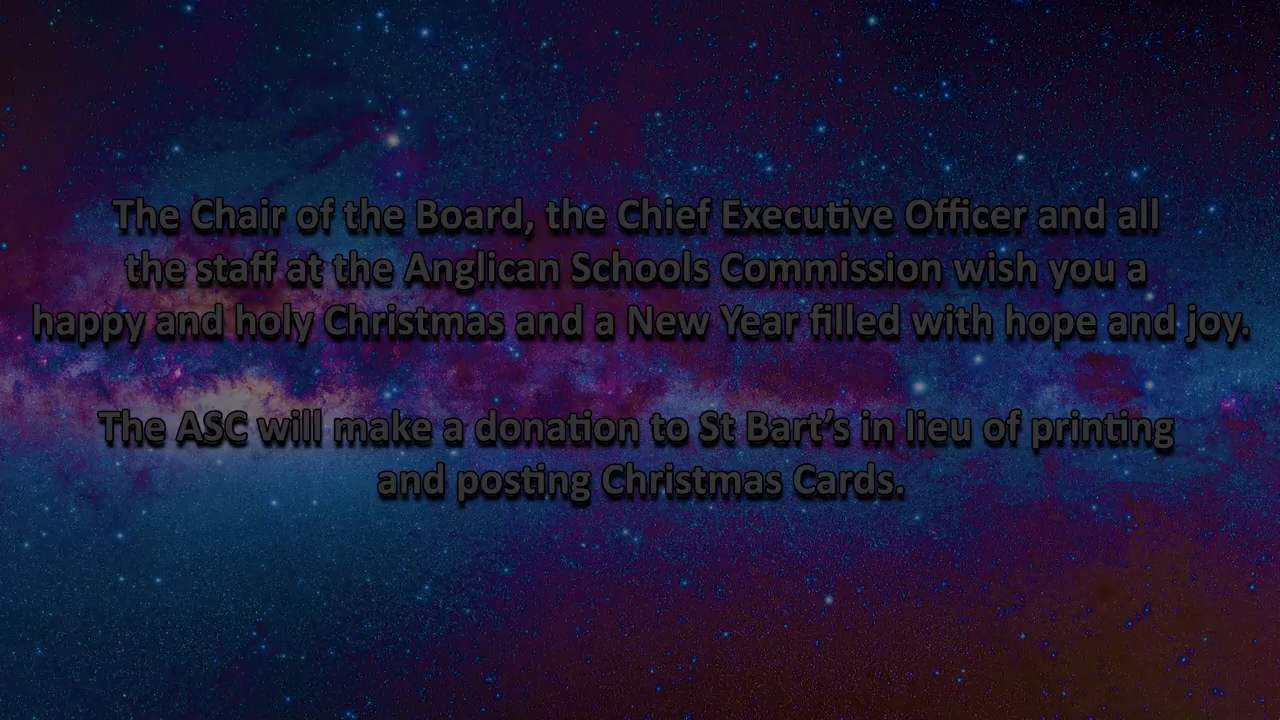 The Chair of the Board, the Chief Executive Officer and all
the staff at the Anglican Schools Commission wish you a
happy and holy Christmas and a New Year filled with hope and joy.
The ASC will make a donation to St Bart’s in lieu of printing
and posting Christmas Cards.